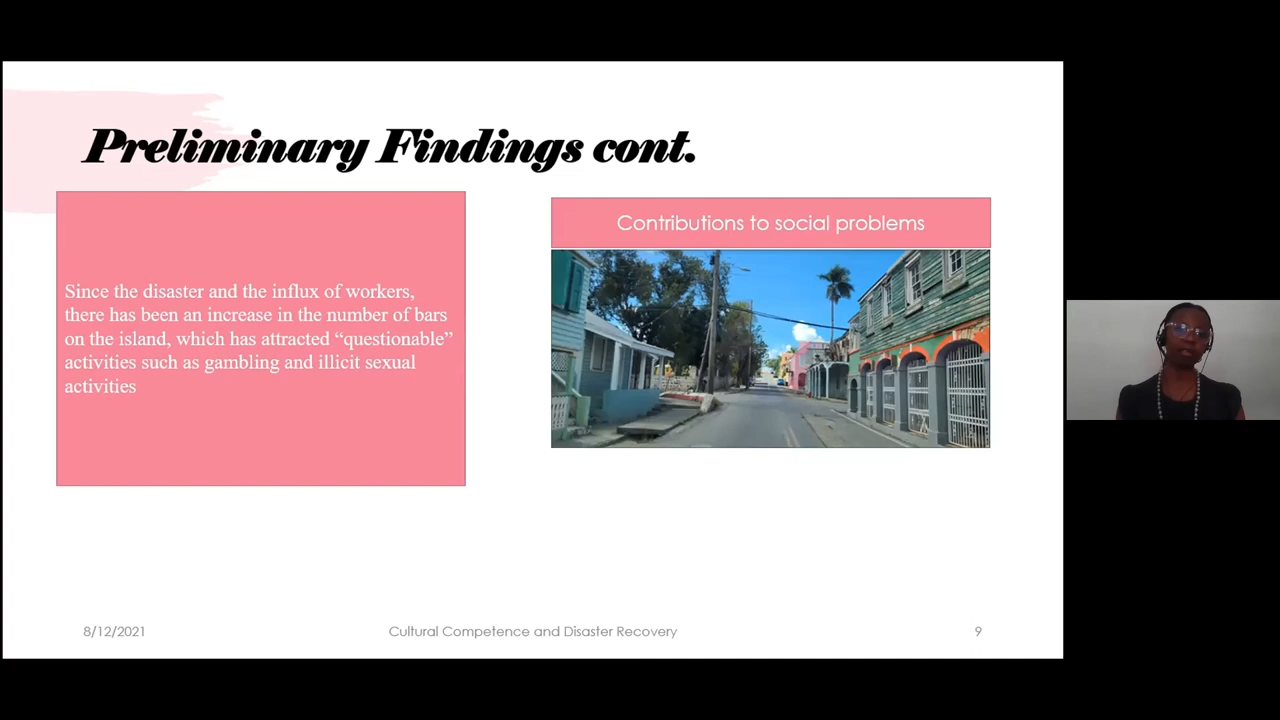 Preliminary Findings cont.
Since the disaster and the influx of workers,
there has been an increase in the number of bars
on the island, which has attracted “questionable”
activities such as gambling and illicit sexual
activities
Contributions to social problems
8/12/2021
Cultural Competence and Disaster Recovery
9